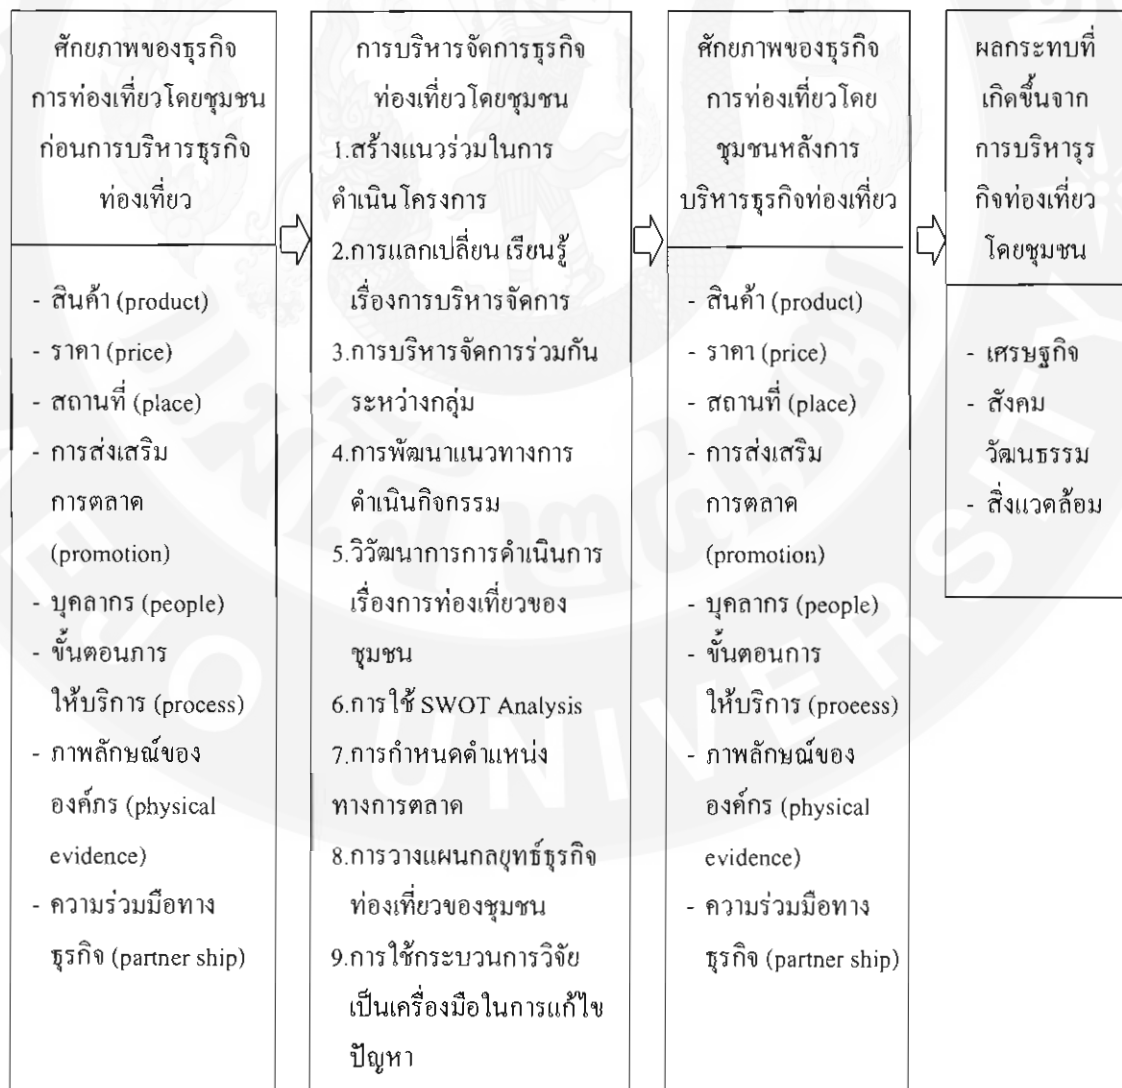 ศักยภาพของธุรกิจ
การท่องเที่ยวโดยชุมชน
ก่อนการบริหารธุรกิจ
ท่องเที่ยว
- สินค้า (product)
- ราคา (price)
- สถานที่ (place)
- การส่งเสริม
การตลาด
(promotion)
- บุคลากร (people)
- ขั้นตอนการ
ให้บริการ (process)
- ภาพลักษณ์ของ
องค์กร (physical
evidence)
- ความร่วมมือทาง
ธุรกิจ (partner ship)
การบริหารจัดการธุรกิจ
ท่องเที่ยวโดยชุมชน
1.สร้างแนวร่วมในการ
ดำเนินโครงการ
2.การแลกเปลี่ยน เรียนรู้
เรื่องการบริหารจัดการ
3.การบริหารจัดการร่วมกัน
ระหว่างกลุ่ม
4.การพัฒนาแนวทางการ
ดำเนินกิจกรรม
5.วิวัฒนาการการดำเนินการ
เรื่องการท่องเที่ยวของ
ชุมชน
6.การใช้ SWOT Analysis
7.การกำหนดตำแหน่ง
ทางการตลาด
8.การวางแผนกลยุทธ์ธุรกิจ
ท่องเที่ยวของชุมชน
9.การใช้กระบวนการวิจัย
เป็นเครื่องมือในการแก้ไข
ปัญหา
ศักยภาพของธุรกิจ
การท่องเที่ยวโดย
ชุมชนหลังการ
บริหารธุรกิจท่องเที่ยว
- สินค้า (product)
- ราคา (price)
- สถานที่ (place)
- การส่งเสริม
การตลาด
(promotion)
- บุคลากร (people)
- ขั้นตอนการ
ให้บริการ (proeess)
- ภาพลักษณ์ของ
องค์กร (physical
evidence)
- ความร่วมมือทาง
ธุรกิจ (partner ship)
ผลกระทบที่
เกิดขึ้นจาก
การบริหารุร
กิจท่องเที่ยว
โดยชุมชน
- เศรษฐกิจ
- สังคม
วัฒนธรรม
- สิ่งแวดล้อม
UNIVERSITY